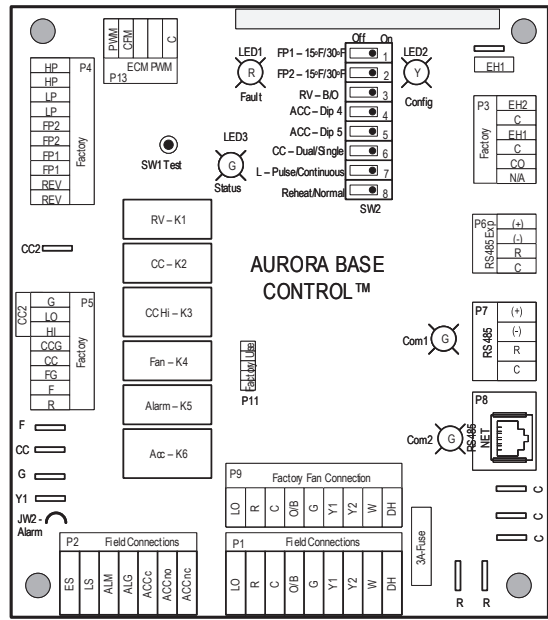 PWM
CFM
C
P13
ECM PWM
LED1
R
Fault
Off On
FP1 – 15ºF/30ºF 1
FP2 – 15ºF/30ºF 2
RV – B/O 3
ACC – Dip 4 4
ACC – Dip 5 5
CC – Dual/Single 6
L – Pulse/Continuous 7
Reheat/Normal 8
SW2
LED2
Y
Config
EH1
P4
HP
HP
LP
LP
FP2
FP2
FP1
FP1
REV
REV
Factory
SW1 Test
LED3
G
Status
P3
EH2
C
EH1
C
CO
N/A
Factory
P6
(+)
(-)
R
C
RS485 Exp
CC2
RV – K1
CC – K2
CC Hi – K3
Fan – K4
Alarm – K5
Acc – K6
AURORA BASE
CONTROL™
P7
(+)
(-)
R
C
RS 485
Com1 G
CC2
P5
G
LO
HI
CCG
CC
FG
F
R
Factory
Factory Use
P11
P8
RS485
NET
Com2 G
F
CC
G
Y1
JW2 -
Alarm
P9 Factory Fan Connection
LO R C O/B G Y1 Y2 W DH
P2 Field Connections
ES LS ALM ALG ACCc ACCno ACCnc
P1 Field Connections
LO R C O/B G Y1 Y2 W DH
3A-Fuse
C
C
C
R R